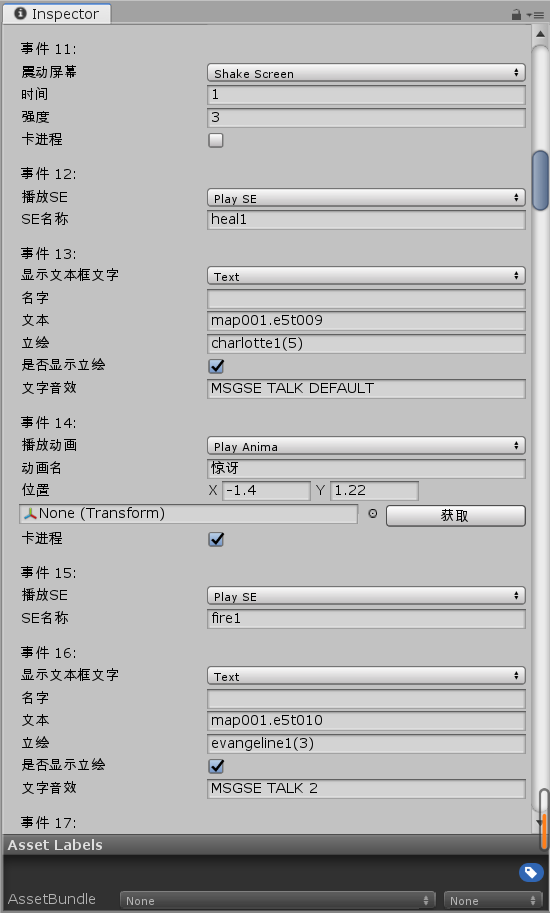 Inspector
事件 11:
震动屏幕 Shake Screen
时间 1
强度 3
卡进程
事件 12:
播放SE Play SE
SE名称 heal1
事件 13:
显示文本框文字 Text
名字
文本 map001.e5t009
立绘 charlotte1(5)
是否显示立绘
文字音效 MSGSE TALK DEFAULT
事件 14:
播放动画 Play Anima
动画名 惊讶
位置 X -1.4 Y 1.22
None (Transform) 获取
卡进程
事件 15:
播放SE Play SE
SE名称 fire1
事件 16:
显示文本框文字 Text
名字
文本 map001.e5t010
立绘 evangeline1(3)
是否显示立绘
文字音效 MSGSE TALK 2
事件 17:
Asset Labels
AssetBundle None None